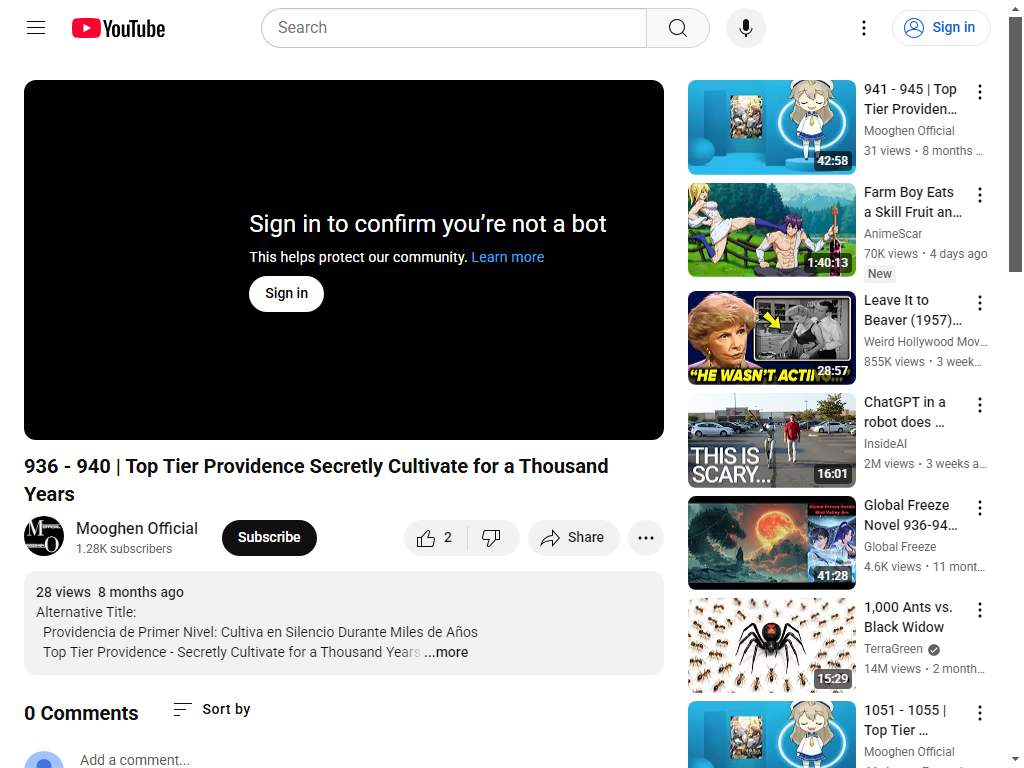 YouTube
Search
Sign in
Sign in to confirm you’re not a bot
This helps protect our community. Learn more
Sign in
936 - 940 | Top Tier Providence Secretly Cultivate for a Thousand
Years
Mooghen Official
1.28K subscribers
Subscribe
2
Share
28 views 8 months ago
Alternative Title:
Providencia de Primer Nivel: Cultiva en Silencio Durante Miles de Años
Top Tier Providence - Secretly Cultivate for a Thousand Years ...more
0 Comments
Sort by
Add a comment...
42:58
941 - 945 | Top
Tier Providen...
Mooghen Official
31 views • 8 months ...
1:40:13
Farm Boy Eats
a Skill Fruit an...
AnimeScar
70K views • 4 days ago
New
"HE WASN'T ACTIN
28:57
Leave It to
Beaver (1957)...
Weird Hollywood Mov...
855K views • 3 week...
THIS IS
SCARY...
16:01
ChatGPT in a
robot does ...
InsideAI
2M views • 3 weeks a...
41:28
Global Freeze
Novel 936-94...
Global Freeze
4.6K views • 11 mont...
15:29
1,000 Ants vs.
Black Widow
TerraGreen
14M views • 2 month...
1051 - 1055 |
Top Tier ...
Mooghen Official